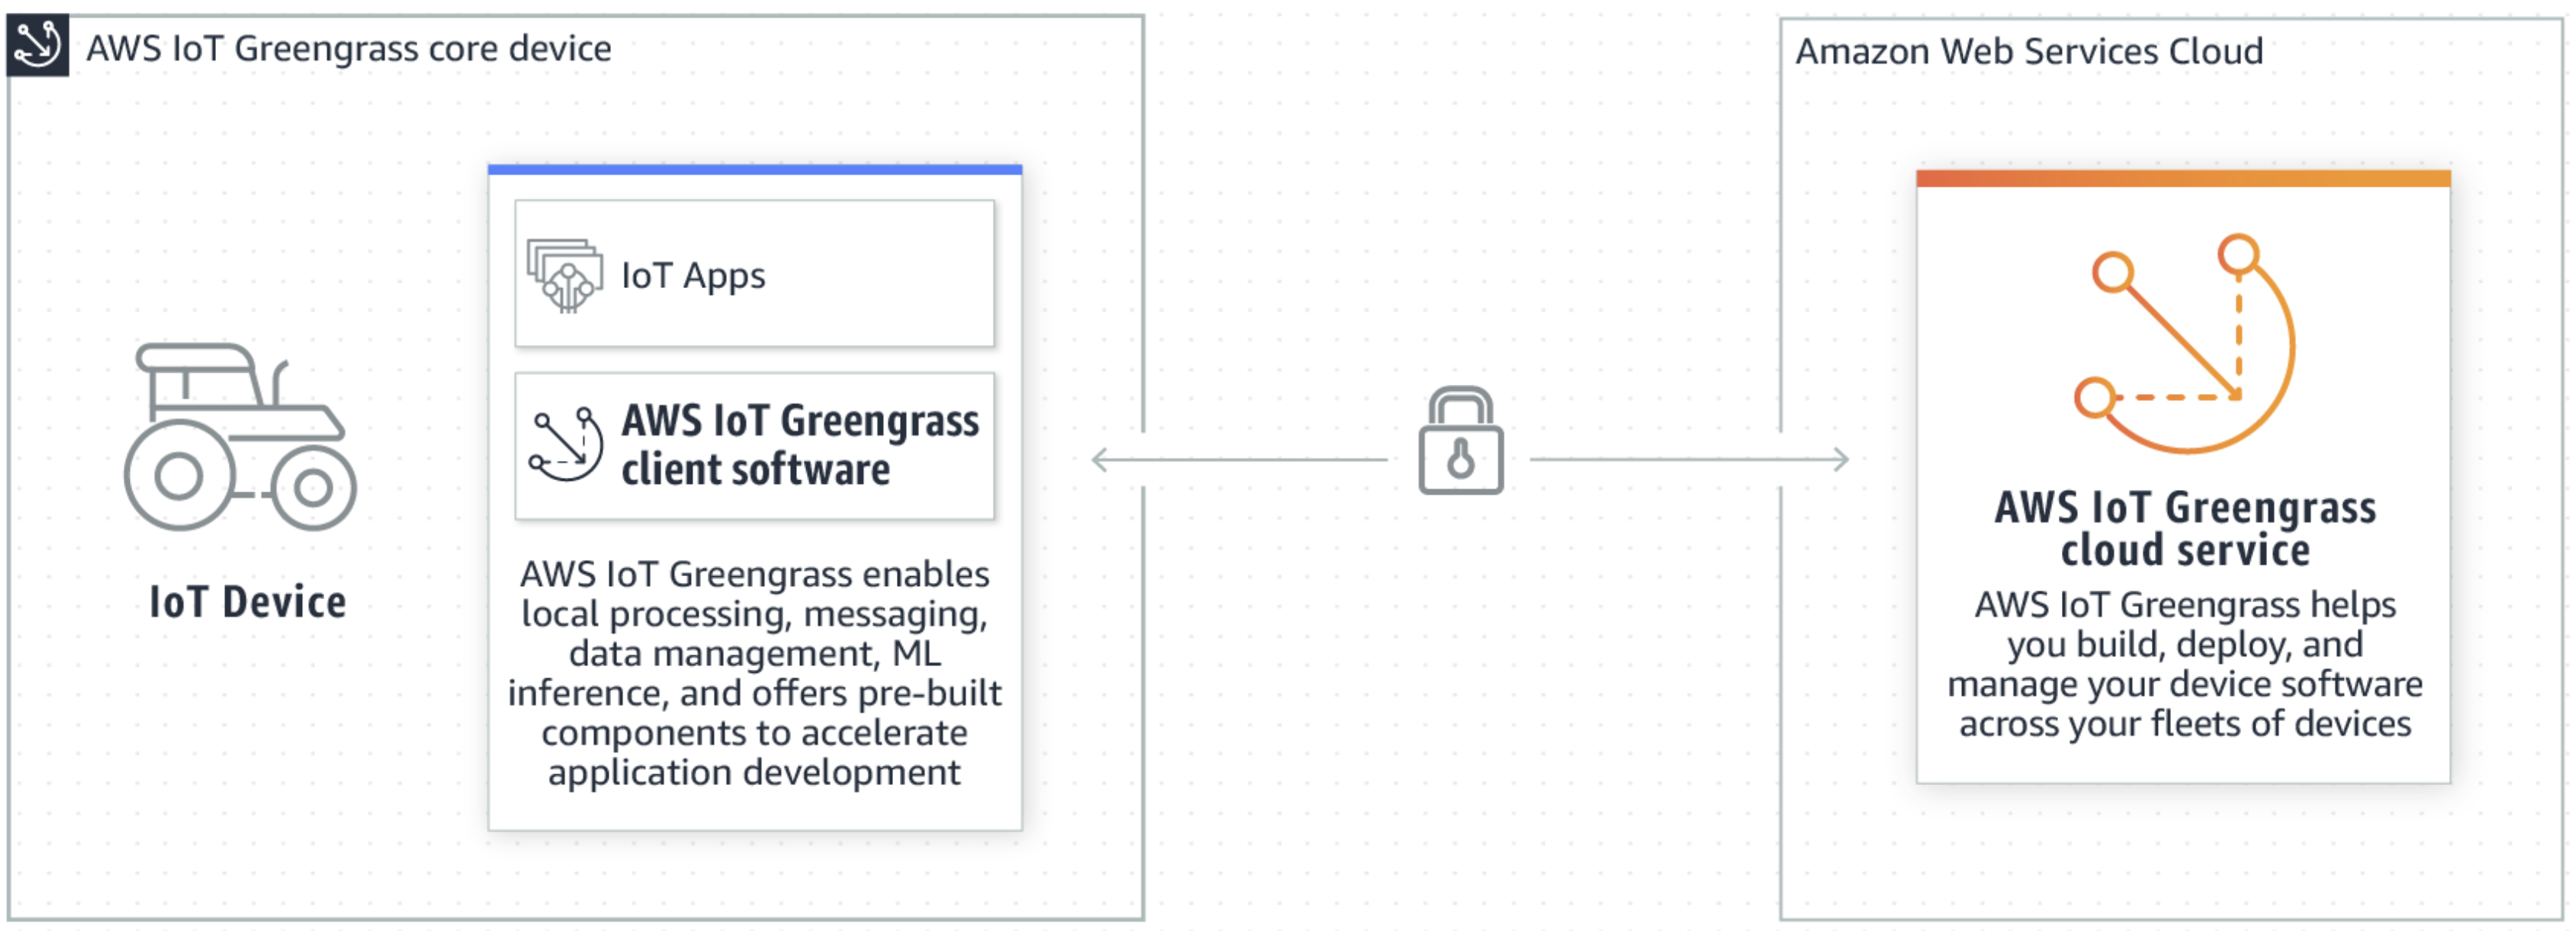 AWS IoT Greengrass core device
IoT Device
IoT Apps
AWS IoT Greengrass
client software
AWS IoT Greengrass enables
local processing, messaging,
data management, ML
inference, and offers pre-built
components to accelerate
application development
Amazon Web Services Cloud
AWS IoT Greengrass
cloud service
AWS IoT Greengrass helps
you build, deploy, and
manage your device software
across your fleets of devices